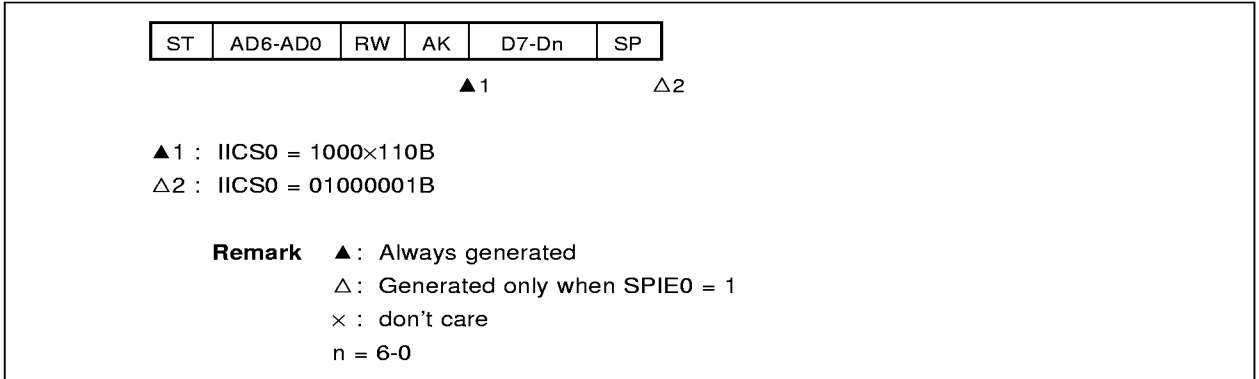 ST AD6-AD0 RW AK D7-Dn SP
▲1 △2
▲1 : IICS0 = 1000×110B
△2 : IICS0 = 01000001B
Remark ▲ : Always generated
△ : Generated only when SPIE0 = 1
× : don't care
n = 6-0